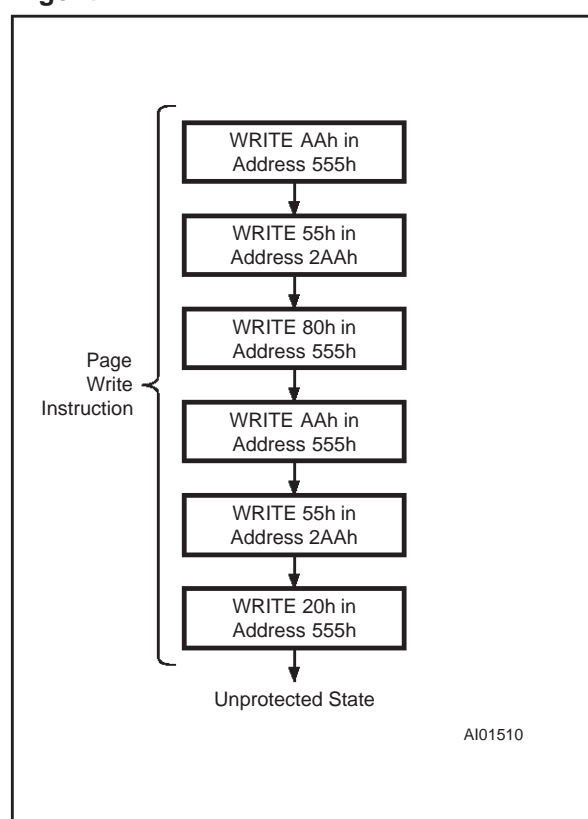 WRITE AAh in
Address 555h
WRITE 55h in
Address 2AAh
WRITE 80h in
Address 555h
Page
Write
Instruction
WRITE AAh in
Address 555h
WRITE 55h in
Address 2AAh
WRITE 20h in
Address 555h
Unprotected State
AI01510